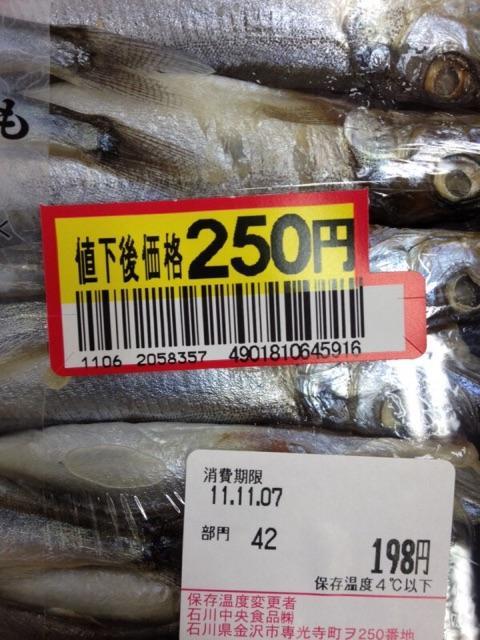 も
値下後価格 250円
1106 2058357 4901810645916
消費期限
11.11.07
部門 42
198円
保存温度4℃以下
保存温度変更者
石川中央食品㈱
石川県金沢市専光寺町ヲ250番地